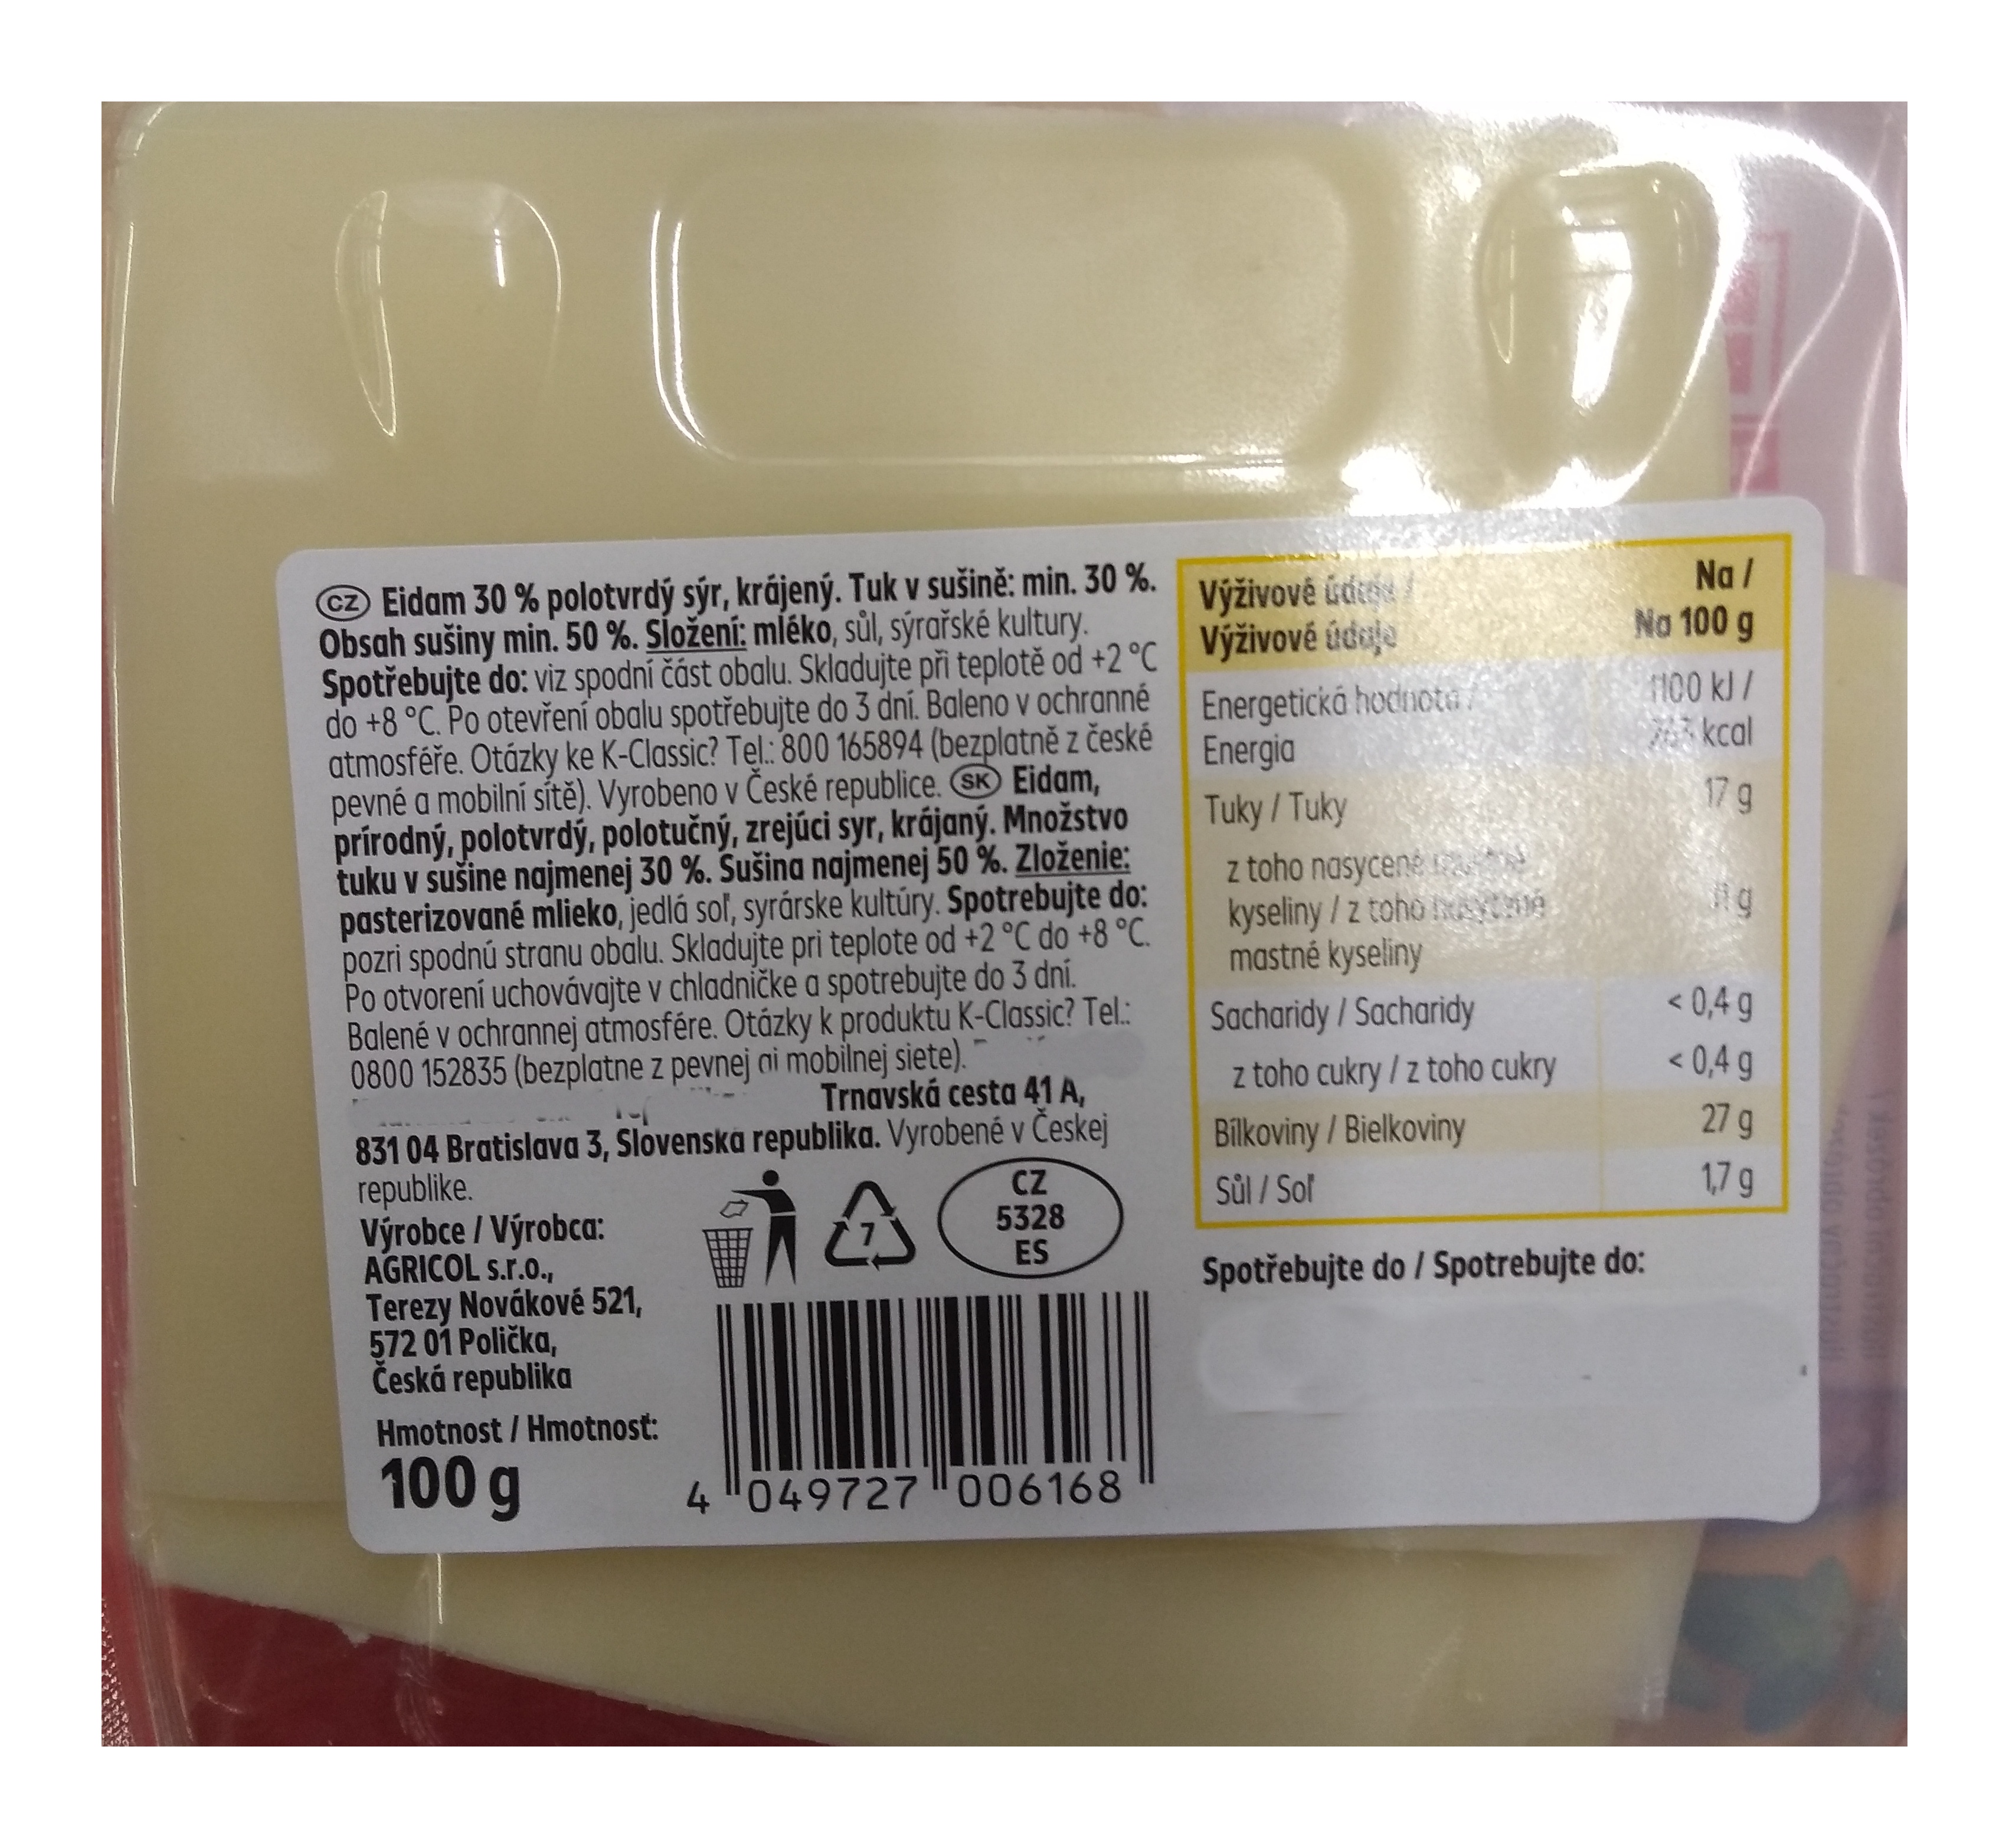 CZ Eidam 30 % polotvrdý sýr, krájený. Tuk v sušině: min. 30 %.
Obsah sušiny min. 50 %. Složení: mléko, sůl, sýrařské kultury.
Spotřebujte do: viz spodní část obalu. Skladujte při teplotě od +2 °C
do +8 °C. Po otevření obalu spotřebujte do 3 dní. Baleno v ochranné
atmosféře. Otázky ke K-Classic? Tel.: 800 165894 (bezplatně z české
pevné a mobilní sítě). Vyrobeno v České republice. SK Eidam,
prírodný, polotvrdý, polotučný, zrejúci syr, krájaný. Množstvo
tuku v sušine najmenej 30 %. Sušina najmenej 50 %. Zloženie:
pasterizované mlieko, jedlá soľ, syrárske kultúry. Spotrebujte do:
pozri spodnú stranu obalu. Skladujte pri teplote od +2 °C do +8 °C.
Po otvorení uchovávajte v chladničke a spotrebujte do 3 dní.
Balené v ochrannej atmosfére. Otázky k produktu K-Classic? Tel.:
0800 152835 (bezplatne z pevnej aj mobilnej siete).
Trnavská cesta 41 A,
831 04 Bratislava 3, Slovenská republika. Vyrobené v Českej
republike.
Výrobce / Výrobca:
AGRICOL s.r.o.,
Terezy Novákové 521,
572 01 Polička,
Česká republika
Hmotnost / Hmotnosť:
100 g
7
CZ
5328
ES
4 049727 006168
Výživové údaje / Na /
Výživové údaje Na 100 g
Energetická hodnota / 1100 kJ /
Energia kcal
Tuky / Tuky 17 g
z toho nasycené
kyseliny / z toho nasýtené g
mastné kyseliny
Sacharidy / Sacharidy < 0,4 g
z toho cukry / z toho cukry < 0,4 g
Bílkoviny / Bielkoviny 27 g
Sůl / Soľ 1,7 g
Spotřebujte do / Spotrebujte do: